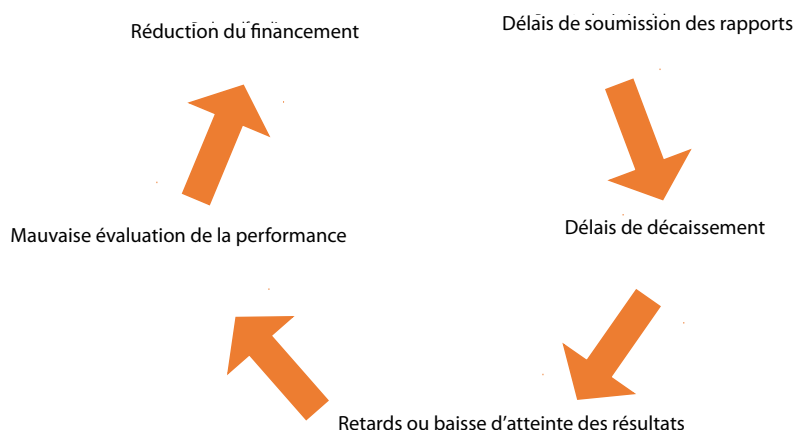 Réduction du financement
Délais de soumission des rapports
Délais de décaissement
Mauvaise évaluation de la performance
Retards ou baisse d’atteinte des résultats